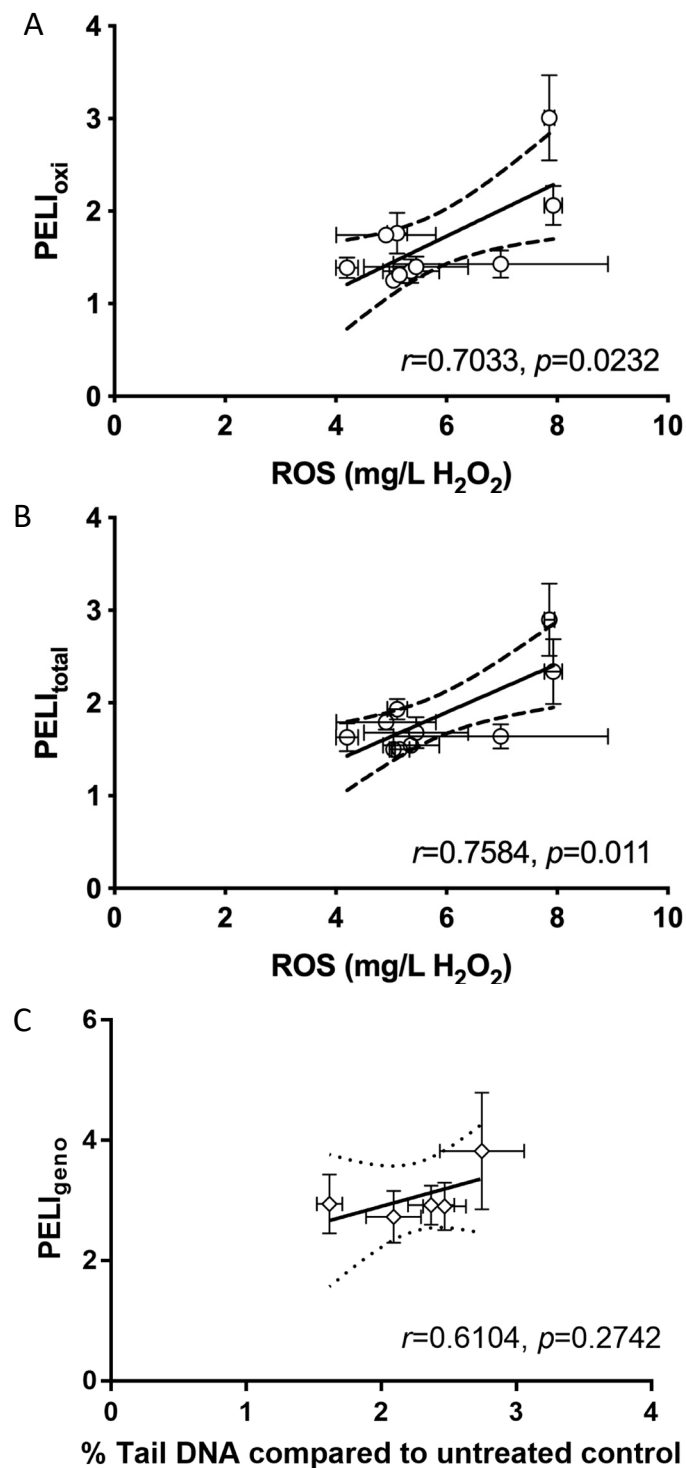 A
4
3
2
1
0
PELIoxi
r=0.7033, p=0.0232
0 2 4 6 8 10
ROS (mg/L H2O2)
B
4
3
2
1
0
PELItotal
r=0.7584, p=0.011
0 2 4 6 8 10
ROS (mg/L H2O2)
C
6
4
2
0
PELIgeno
r=0.6104, p=0.2742
0 1 2 3 4
% Tail DNA compared to untreated control